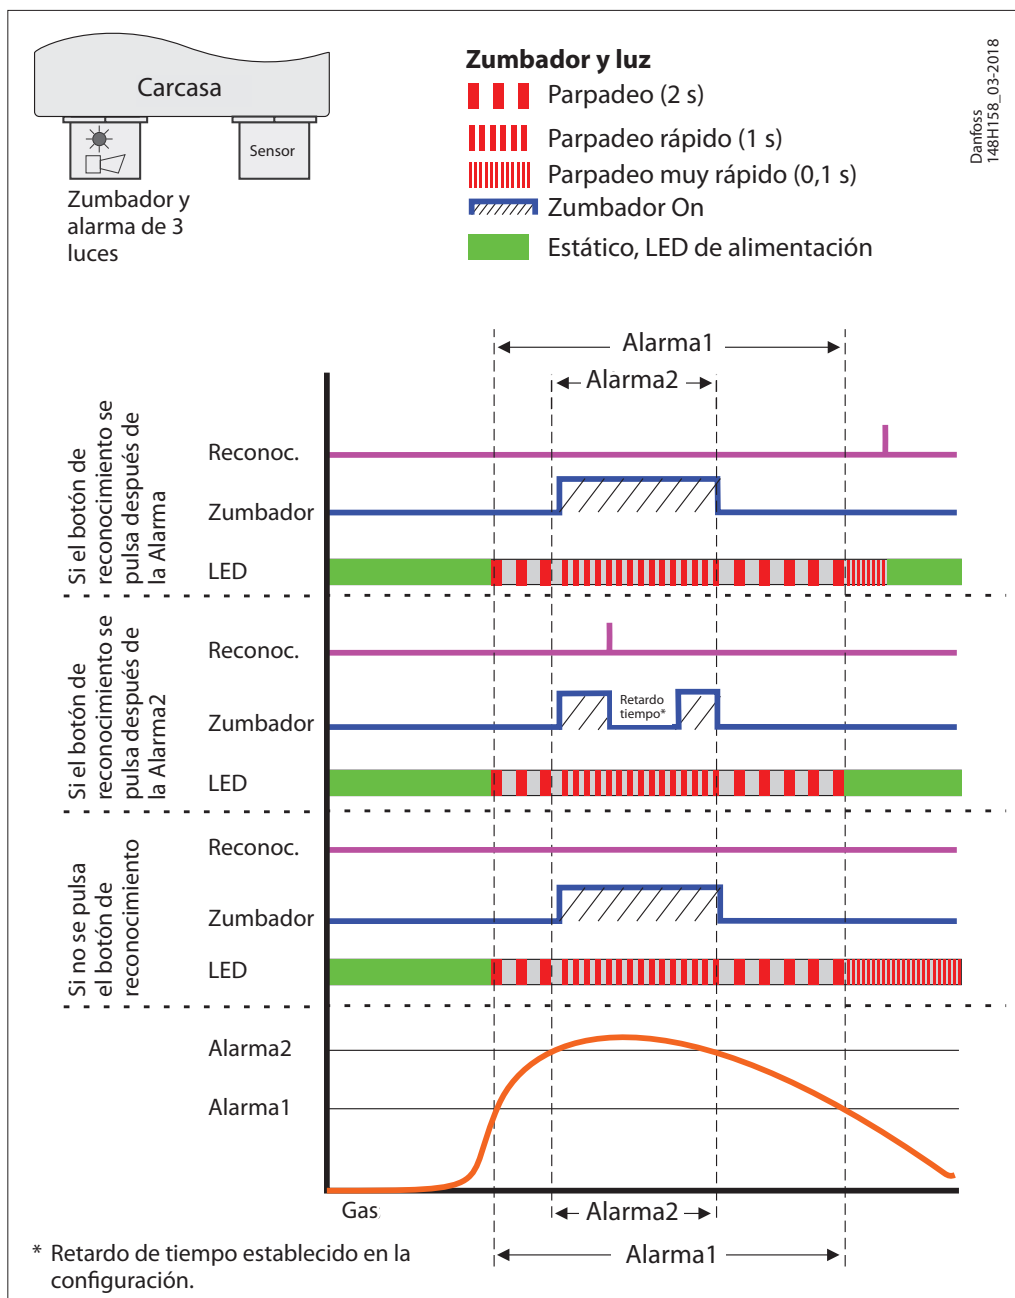 Carcasa
Sensor
Zumbador y
alarma de 3
luces
Zumbador y luz
Parpadeo (2 s)
Parpadeo rápido (1 s)
Parpadeo muy rápido (0,1 s)
Zumbador On
Estático, LED de alimentación
Danfoss
148H158_03-2018
Alarma1
Alarma2
Si el botón de
reconocimiento se
pulsa después de
la Alarma
Reconoc.
Zumbador
LED
Si el botón de
reconocimiento se
pulsa después de
la Alarma2
Reconoc.
Zumbador
Retardo
tiempo*
LED
Si no se pulsa
el botón de
reconocimiento
Reconoc.
Zumbador
LED
Alarma2
Alarma1
Gas
Alarma2
Alarma1
* Retardo de tiempo establecido en la
configuración.